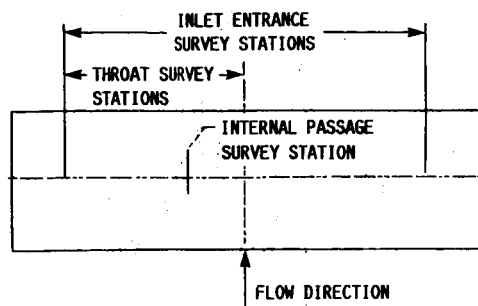 INLET ENTRANCE
SURVEY STATIONS
THROAT SURVEY
STATIONS
INTERNAL PASSAGE
SURVEY STATION
FLOW DIRECTION